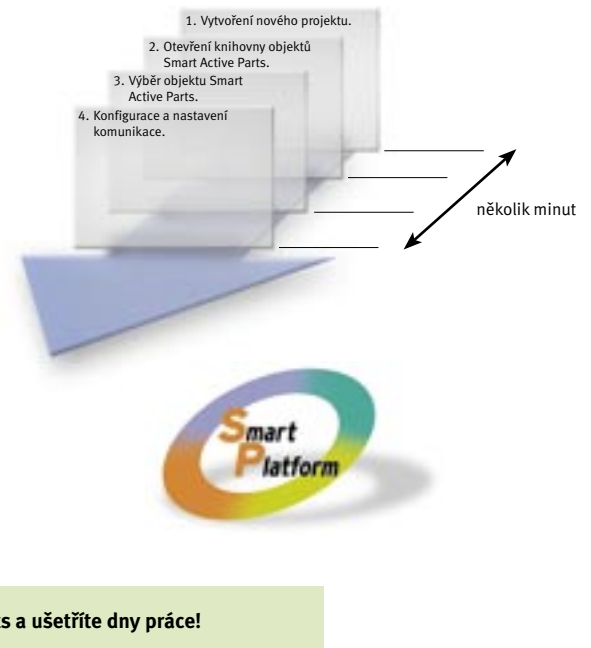 1. Vytvoření nového projektu.
2. Otevření knihovny objektů
Smart Active Parts.
3. Výběr objektu Smart
Active Parts.
4. Konfigurace a nastavení
komunikace.
několik minut
Smart
Platform
a ušetříte dny práce!